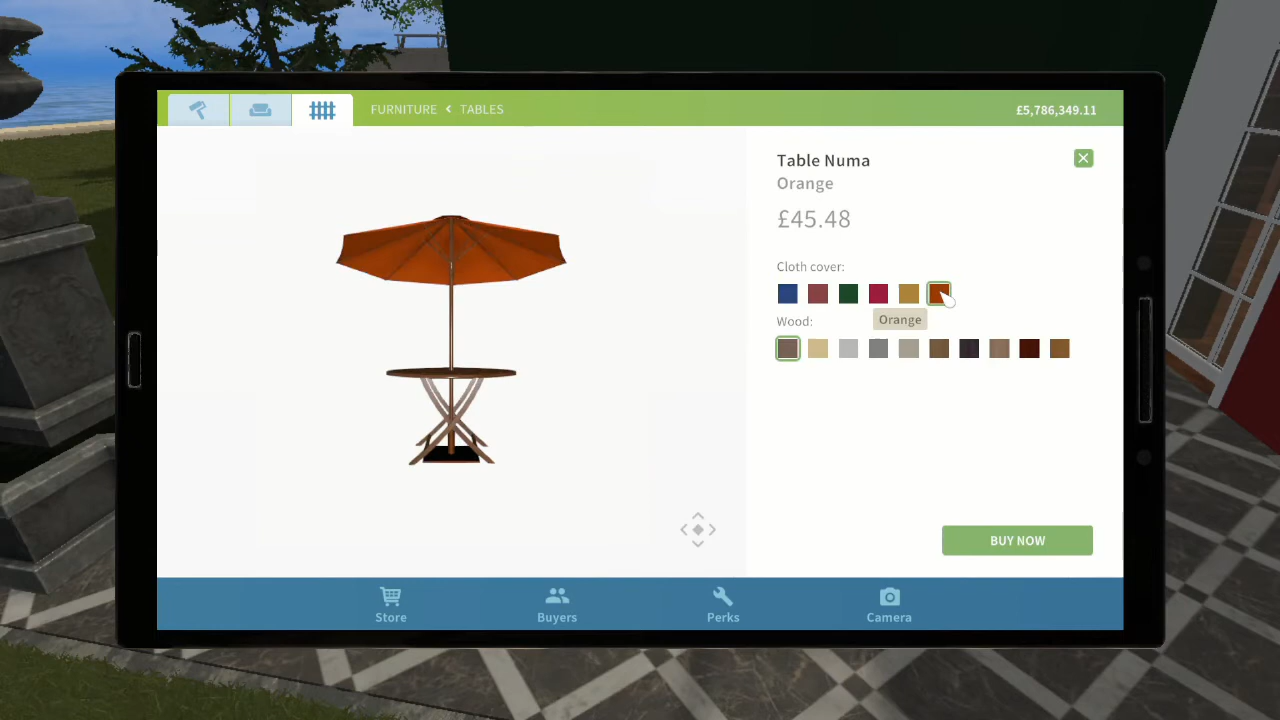 FURNITURE < TABLES
£5,786,349.11
Table Numa
Orange
£45.48
Cloth cover:
Orange
Wood:
BUY NOW
Store
Buyers
Perks
Camera